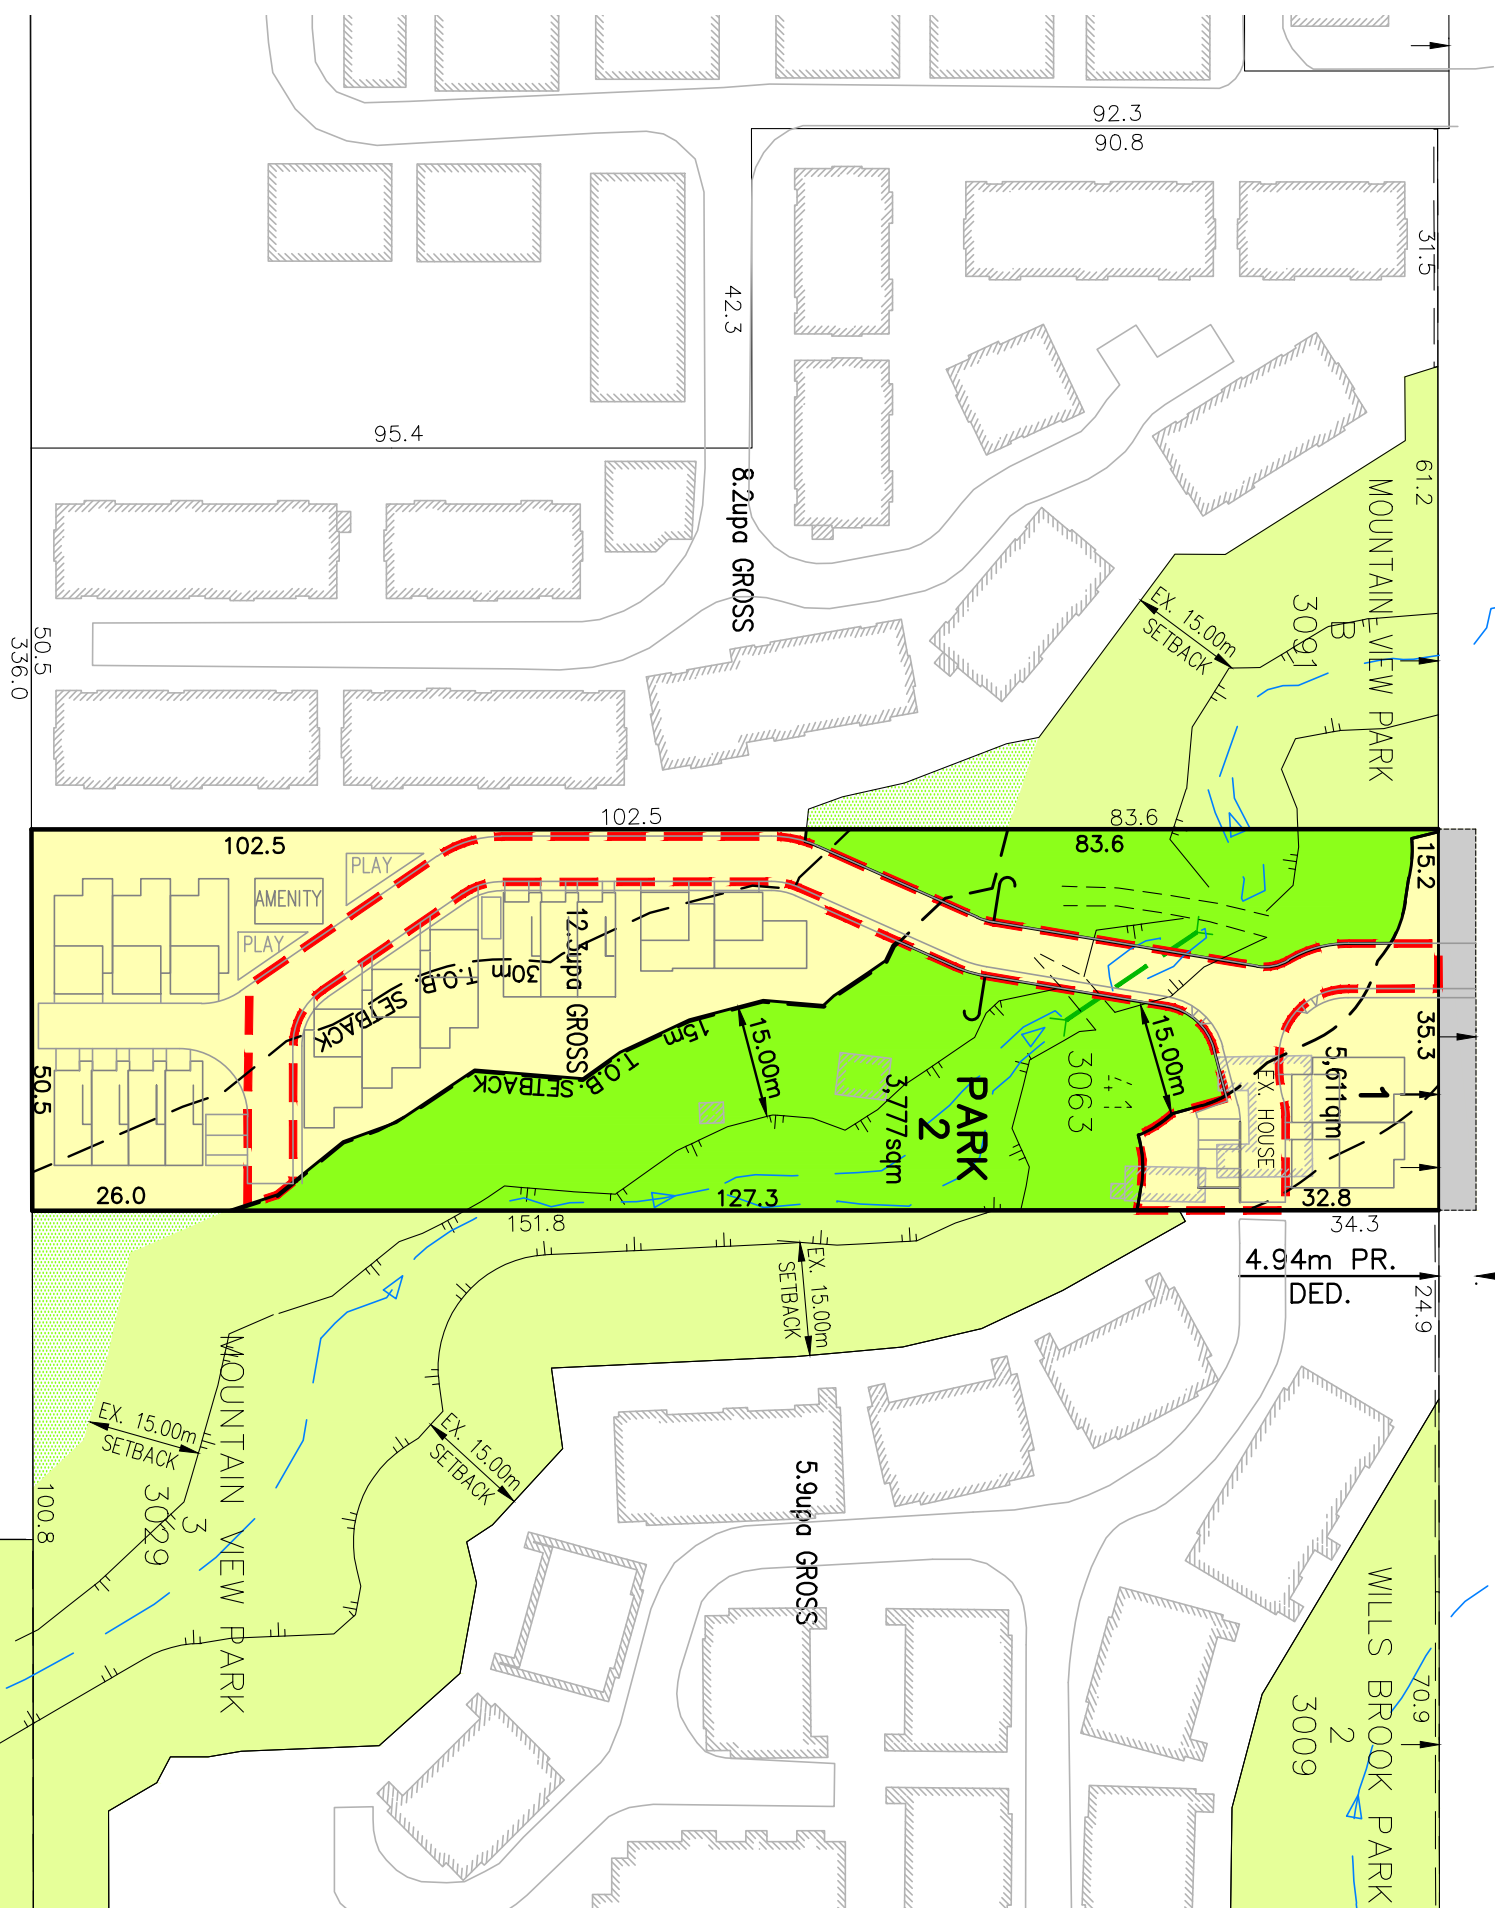 92.3
90.8
31.5
42.3
95.4
8.2upa GROSS
61.2
MOUNTAIN VIEW PARK
B
3091
EX. 15.00m
SETBACK
50.5
336.0
102.5
83.6
102.5
83.6
15.2
PLAY
AMENITY
PLAY
12.3upa GROSS
30m
T.O.B. SETBACK
15m
T.O.B. SETBACK
15.00m
15.00m
3063
PARK
2
3,777sqm
35.3
1
5,611qm
EX. HOUSE
50.5
26.0
127.3
32.8
151.8
34.3
4.94m PR.
DED.
24.9
EX. 15.00m
SETBACK
EX. 15.00m
SETBACK
EX. 15.00m
SETBACK
MOUNTAIN VIEW PARK
3
3029
100.8
5.9upa GROSS
WILLS BROOK PARK
2
3009
70.9